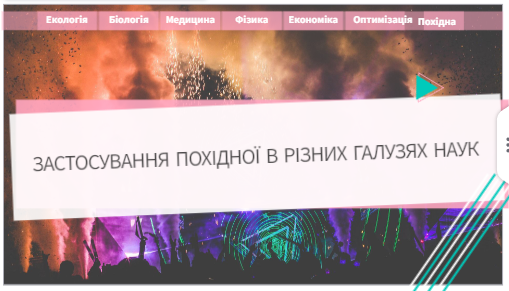 Екологія Біологія Медицина Фізика Економіка Оптимізація Похідна
ЗАСТОСУВАННЯ ПОХІДНОЇ В РІЗНИХ ГАЛУЗЯХ НАУК